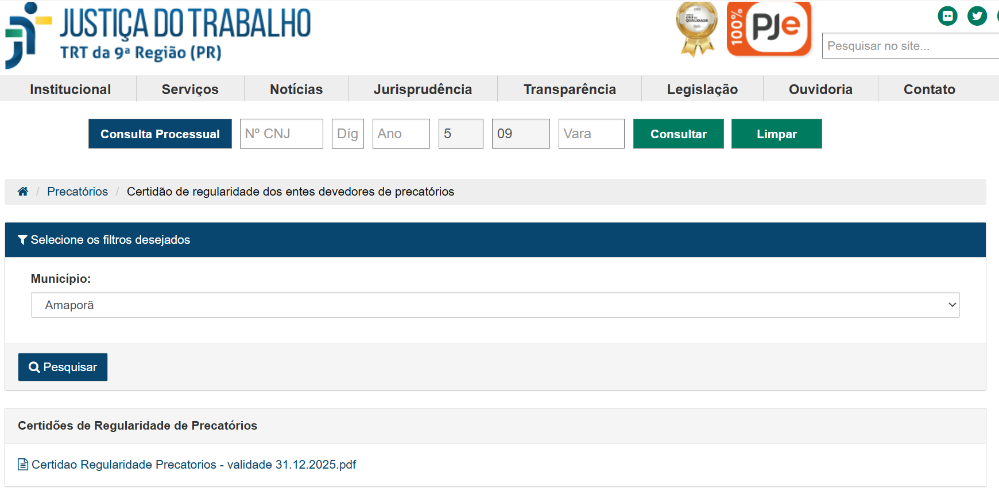 JUSTIÇA DO TRABALHO
TRT da 9ª Região (PR)
QUALIDADE
100% PJe
Pesquisar no site...
Institucional Serviços Notícias Jurisprudência Transparência Legislação Ouvidoria Contato
Consulta Processual Nº CNJ Díg Ano 5 09 Vara Consultar Limpar
/ Precatórios / Certidão de regularidade dos entes devedores de precatórios
Selecione os filtros desejados
Município:
Amaporã
Pesquisar
Certidões de Regularidade de Precatórios
Certidao Regularidade Precatorios - validade 31.12.2025.pdf